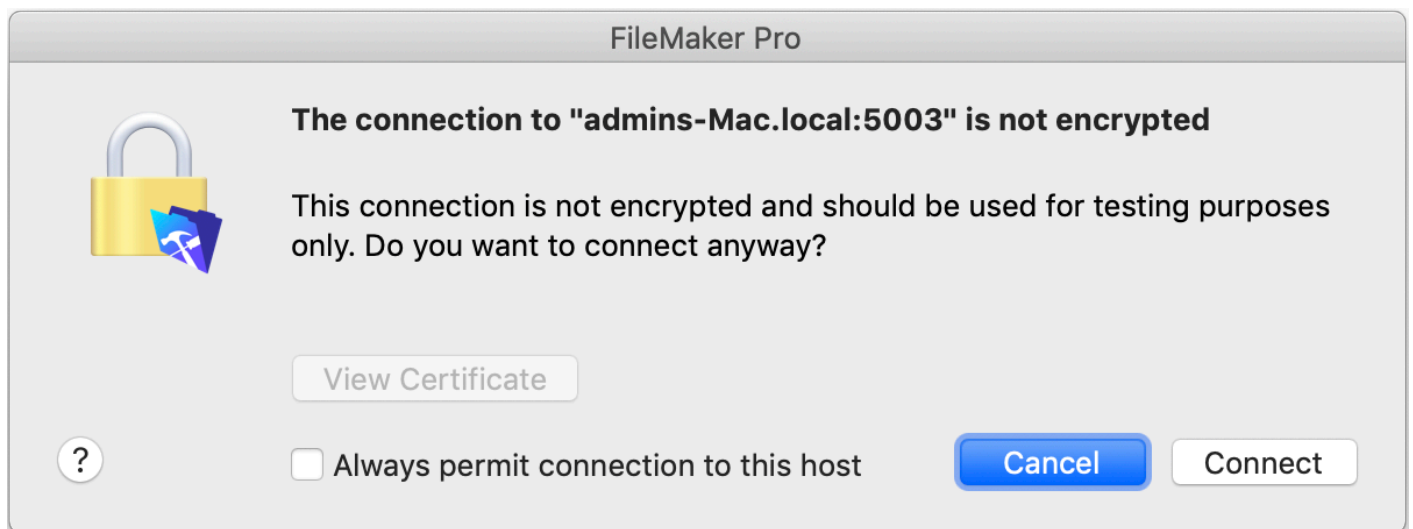 FileMaker Pro
The connection to "admins-Mac.local:5003" is not encrypted
This connection is not encrypted and should be used for testing purposes
only. Do you want to connect anyway?
View Certificate
?
Always permit connection to this host
Cancel
Connect